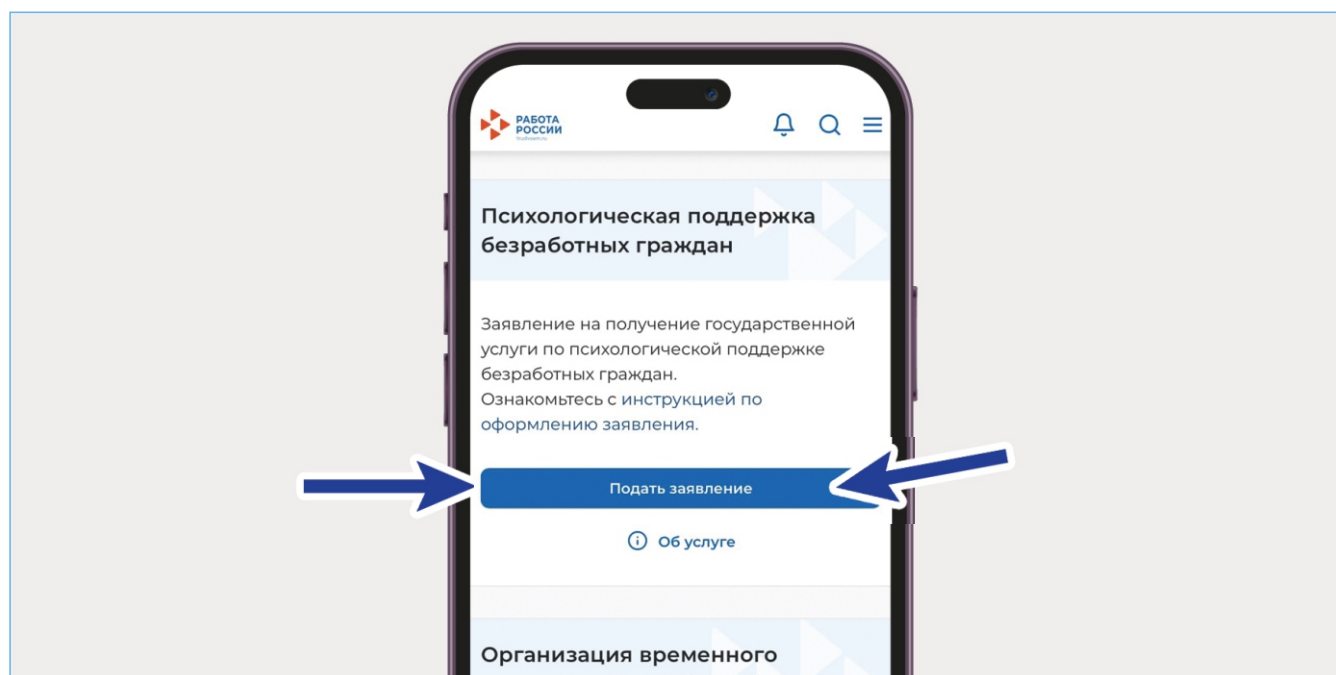 РАБОТА
РОССИИ
Психологическая поддержка
безработных граждан
Заявление на получение государственной
услуги по психологической поддержке
безработных граждан.
Ознакомьтесь с инструкцией по
оформлению заявления.
Подать заявление
Об услуге
Организация временного